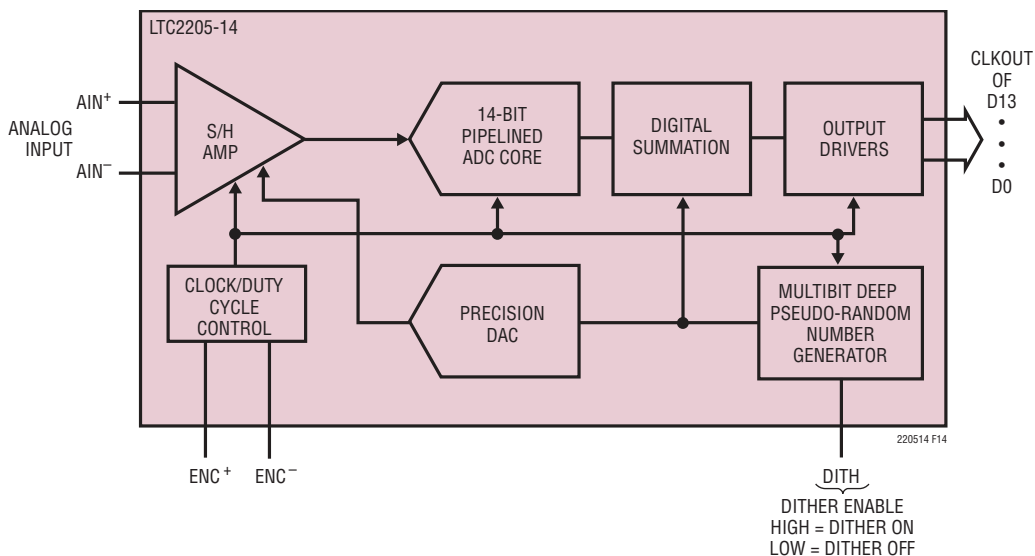 LTC2205-14
AIN+
ANALOG
INPUT
AIN−
S/H
AMP
14-BIT
PIPELINED
ADC CORE
DIGITAL
SUMMATION
OUTPUT
DRIVERS
CLKOUT
OF
D13
•
•
•
D0
CLOCK/DUTY
CYCLE
CONTROL
PRECISION
DAC
MULTIBIT DEEP
PSEUDO-RANDOM
NUMBER
GENERATOR
220514 F14
ENC+
ENC−
DITH
DITHER ENABLE
HIGH = DITHER ON
LOW = DITHER OFF